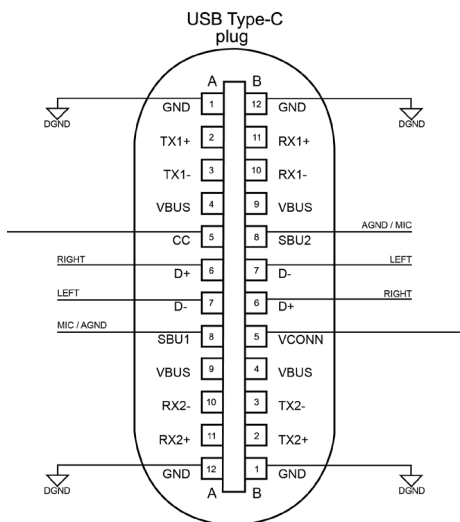 USB Type-C
plug
A B
GND 1 12 GND
DGND DGND
TX1+ 2 11 RX1+
TX1- 3 10 RX1-
VBUS 4 9 VBUS
CC 5 8 SBU2 AGND / MIC
RIGHT D+ 6 7 D- LEFT
LEFT D- 7 6 D+ RIGHT
MIC / AGND SBU1 8 5 VCONN
VBUS 9 4 VBUS
RX2- 10 3 TX2-
RX2+ 11 2 TX2+
GND 12 1 GND
DGND DGND
A B